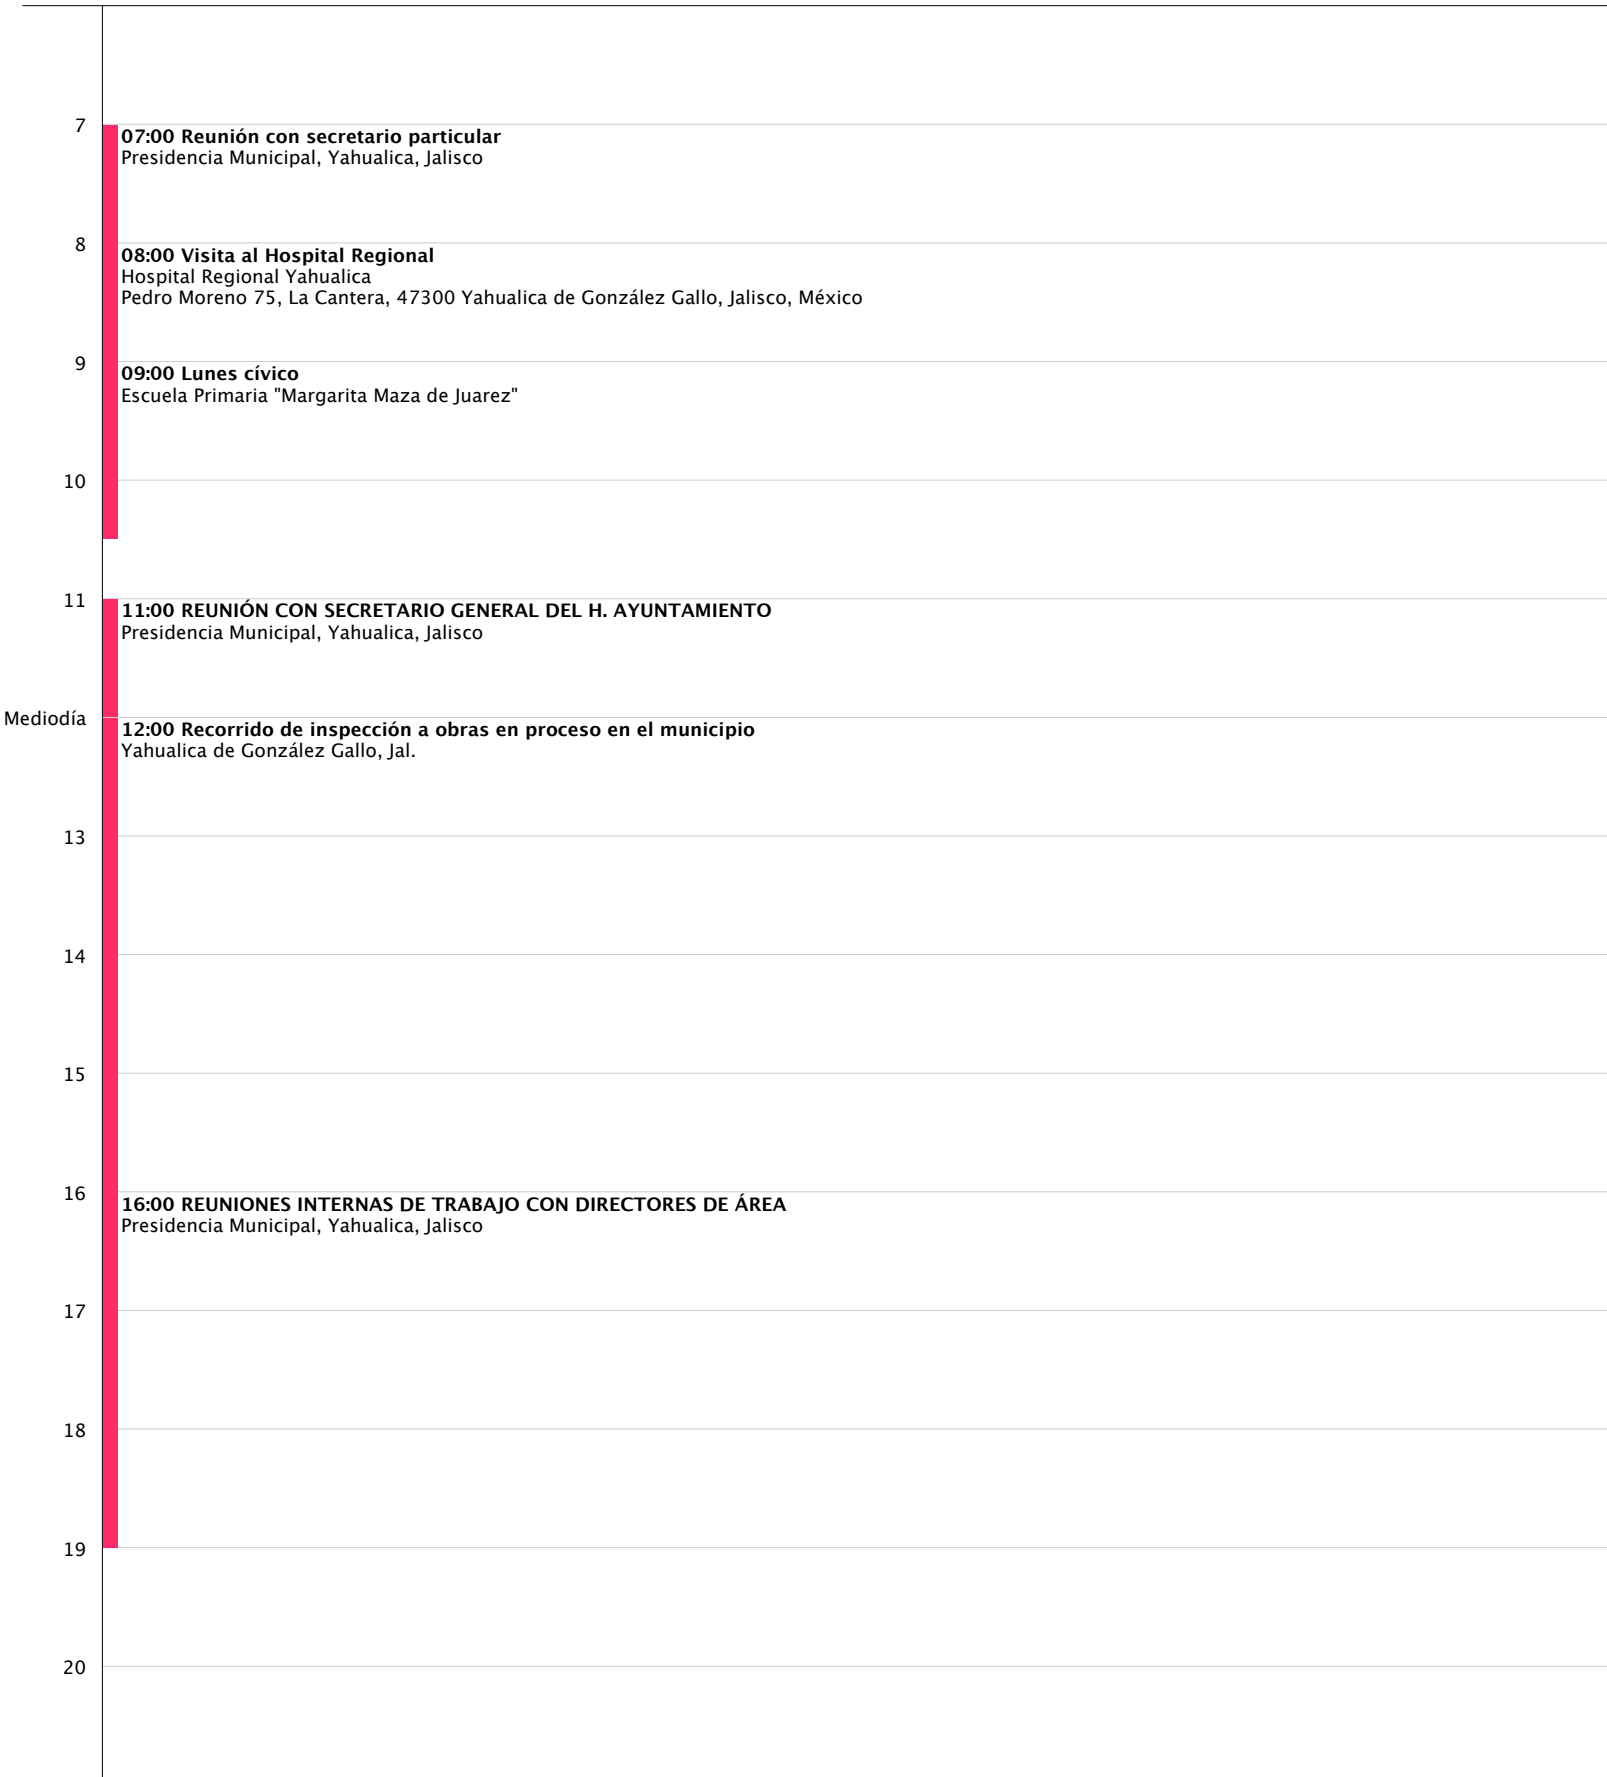 7
07:00 Reunión con secretario particular
Presidencia Municipal, Yahualica, Jalisco
8
08:00 Visita al Hospital Regional
Hospital Regional Yahualica
Pedro Moreno 75, La Cantera, 47300 Yahualica de González Gallo, Jalisco, México
9
09:00 Lunes cívico
Escuela Primaria "Margarita Maza de Juarez"
10
11
11:00 REUNIÓN CON SECRETARIO GENERAL DEL H. AYUNTAMIENTO
Presidencia Municipal, Yahualica, Jalisco
Mediodía
12:00 Recorrido de inspección a obras en proceso en el municipio
Yahualica de González Gallo, Jal.
13
14
15
16
16:00 REUNIONES INTERNAS DE TRABAJO CON DIRECTORES DE ÁREA
Presidencia Municipal, Yahualica, Jalisco
17
18
19
20